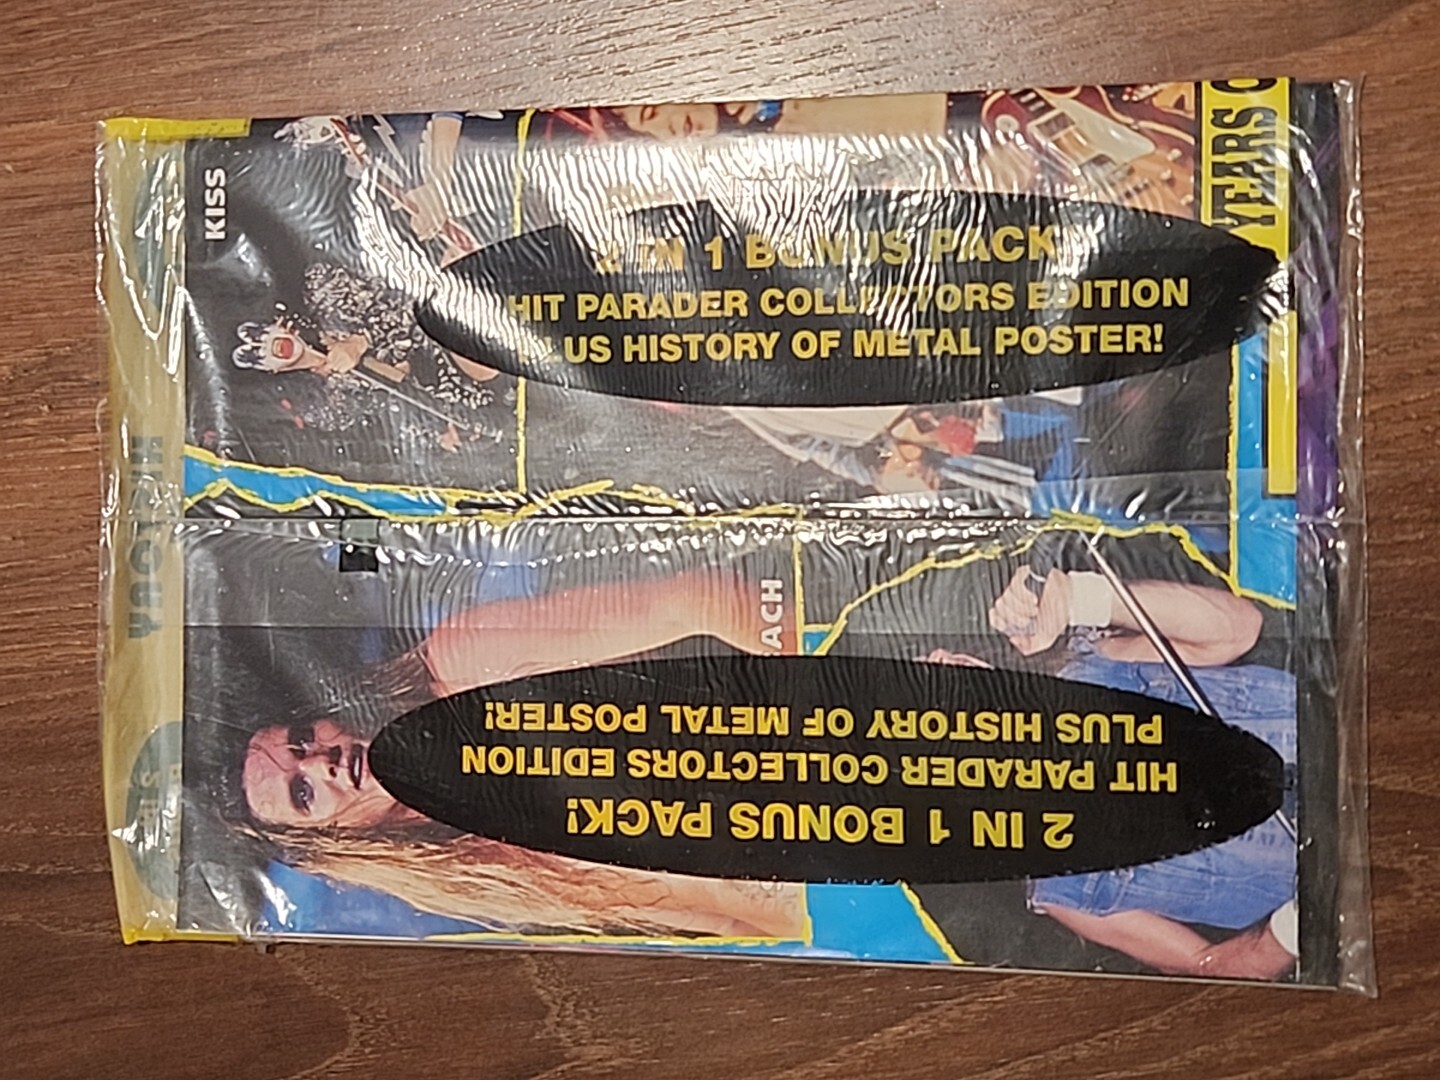 YEARS
KISS
2 IN 1 BONUS PACK
HIT PARADER COLLECTORS EDITION
PLUS HISTORY OF METAL POSTER!
ACH
PLUS HISTORY OF METAL POSTER!
HIT PARADER COLLECTORS EDITION
2 IN 1 BONUS PACK!